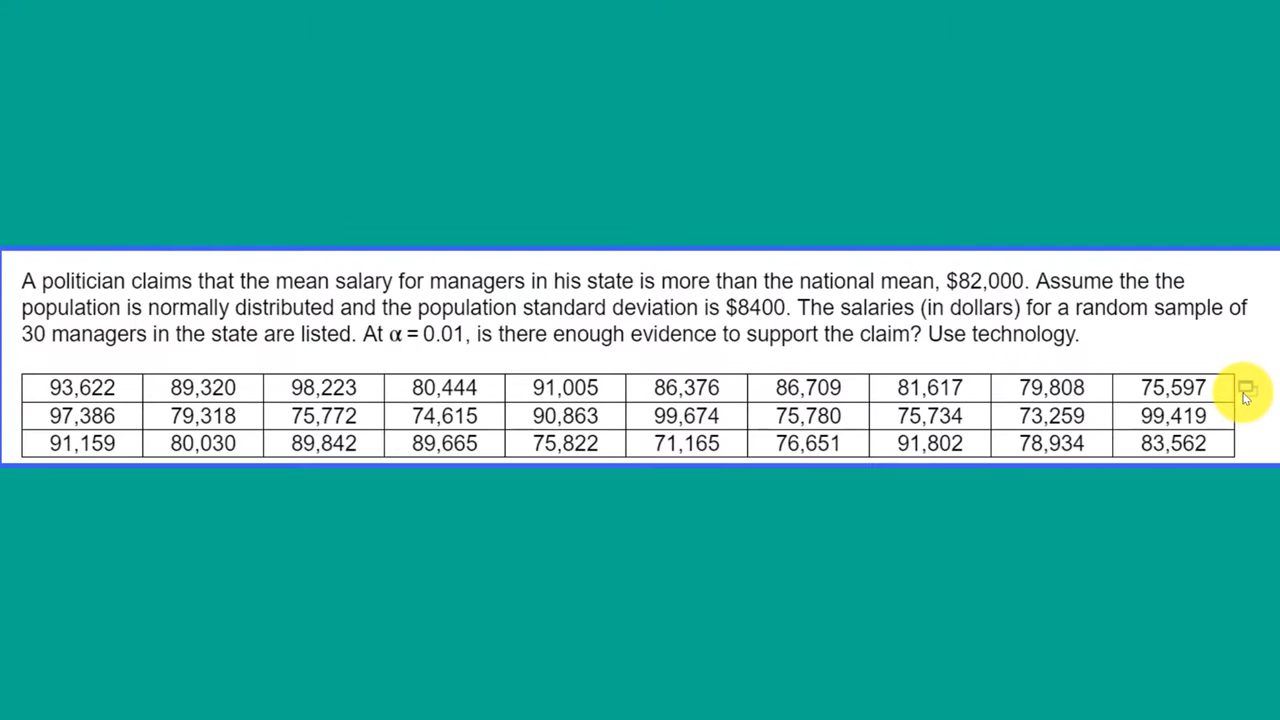 A politician claims that the mean salary for managers in his state is more than the national mean, $82,000. Assume the the
population is normally distributed and the population standard deviation is $8400. The salaries (in dollars) for a random sample of
30 managers in the state are listed. At α = 0.01, is there enough evidence to support the claim? Use technology.
93,622 89,320 98,223 80,444 91,005 86,376 86,709 81,617 79,808 75,597
97,386 79,318 75,772 74,615 90,863 99,674 75,780 75,734 73,259 99,419
91,159 80,030 89,842 89,665 75,822 71,165 76,651 91,802 78,934 83,562